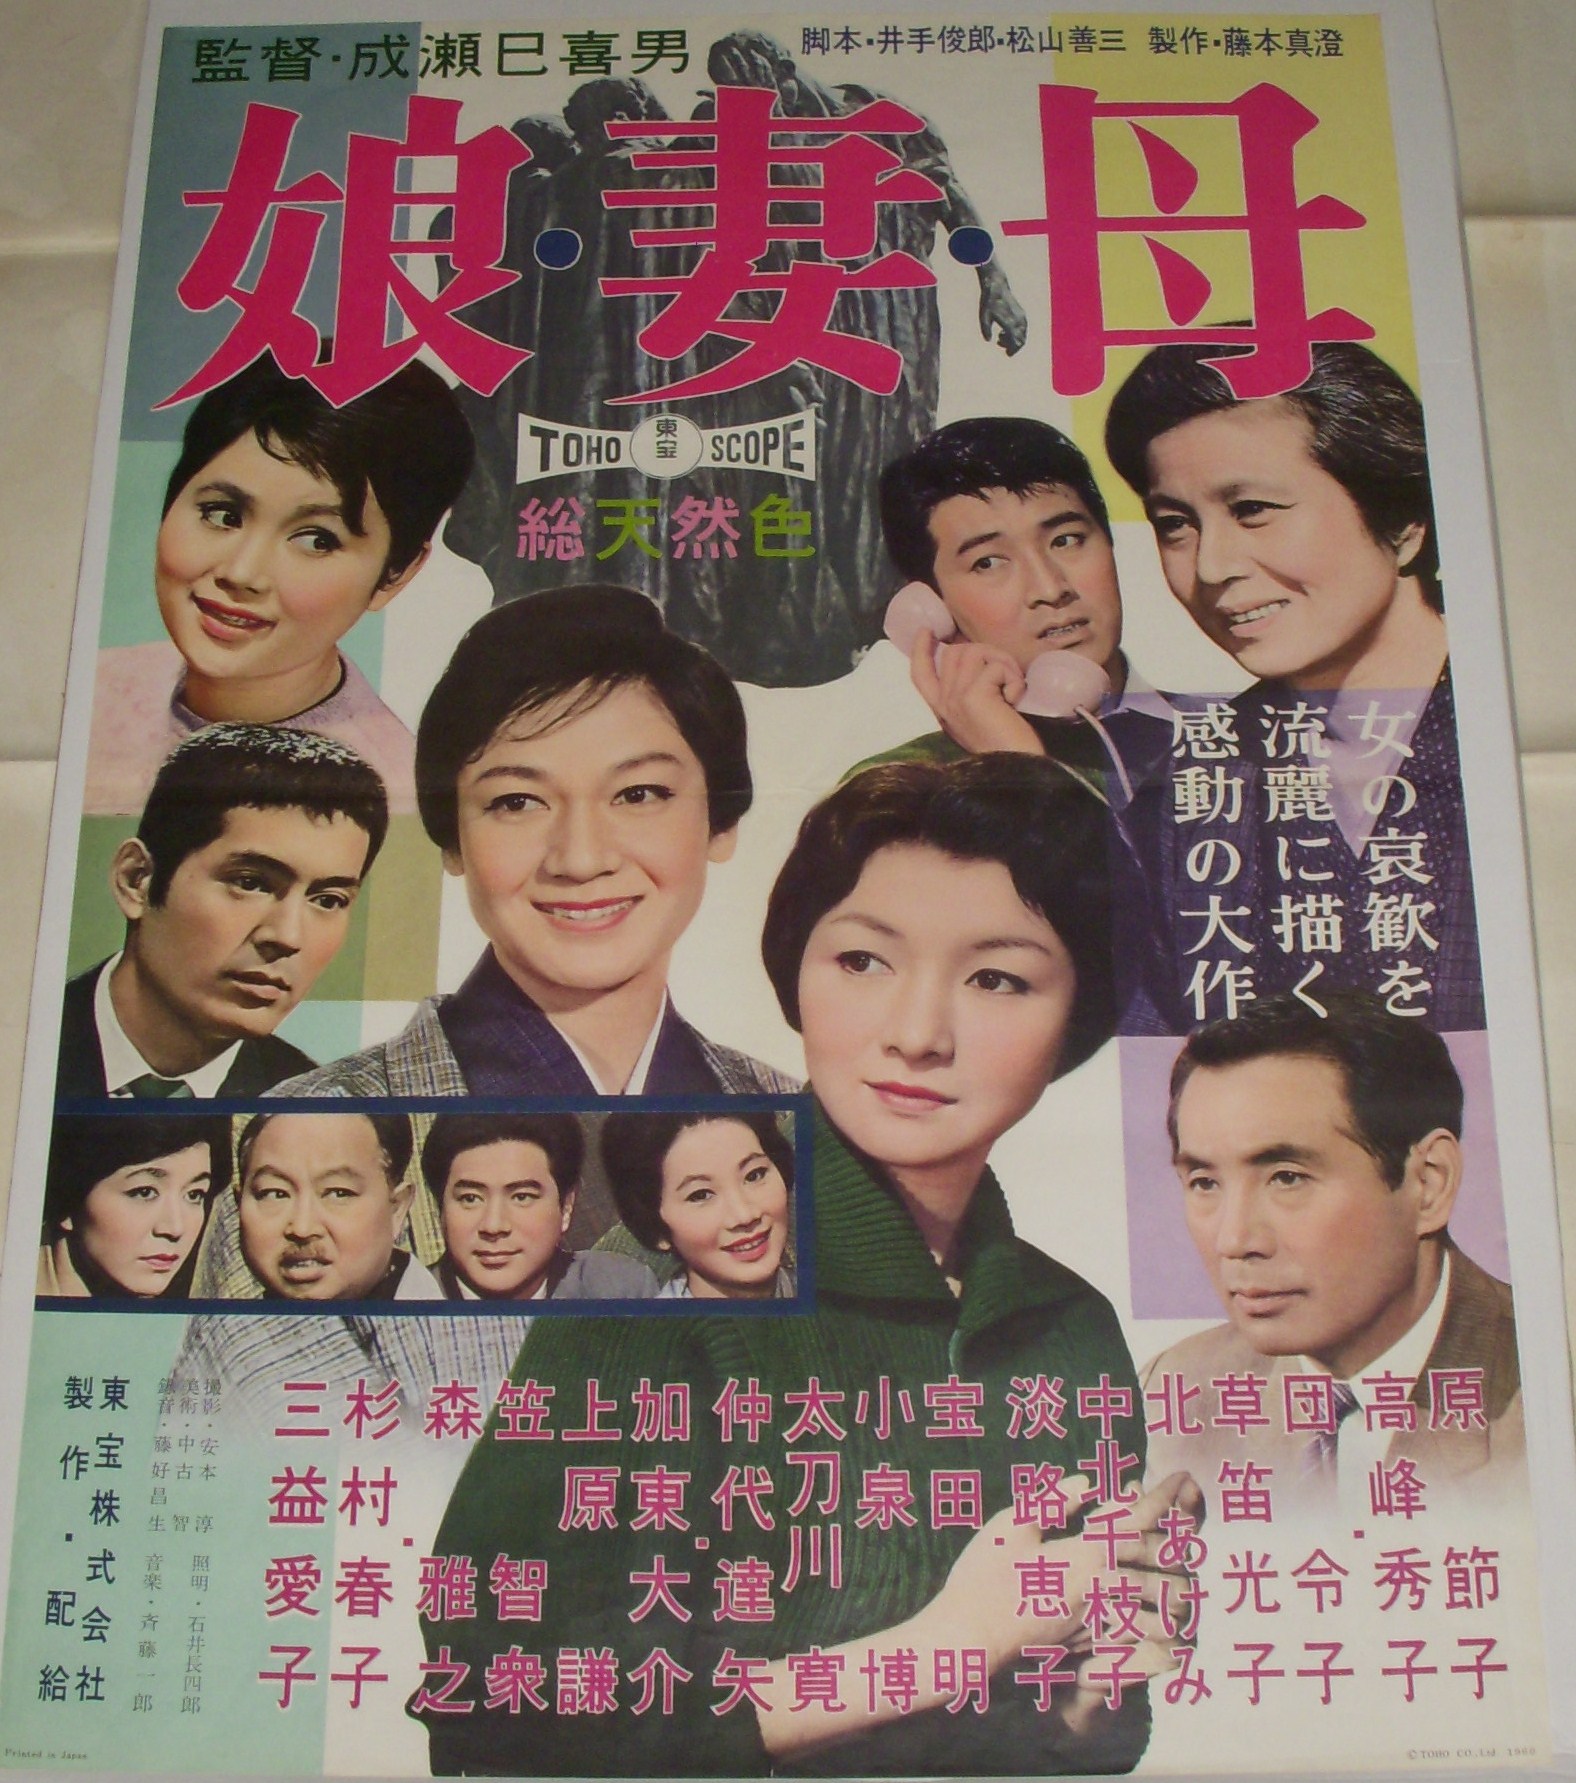 監督・成瀬巳喜男
脚本・井手俊郎・松山善三 製作・藤本真澄
娘・妻・母
TOHO 東宝 SCOPE
総天然色
女の哀歓を
流麗に描く
感動の大作
原節子
高峰秀子
団令子
草笛光子
北あけみ
中北千枝子
淡路恵子
宝田明
小泉博
太刀川寛
仲代達矢
加東大介
上原謙
笠智衆
森雅之
杉村春子
三益愛子
撮影・安本淳 照明・石井長四郎
美術・中古智 音楽・斉藤一郎
録音・藤好昌生
東宝株式会社
製作・配給
Printed in Japan
©TOHO CO., Ltd. 1960